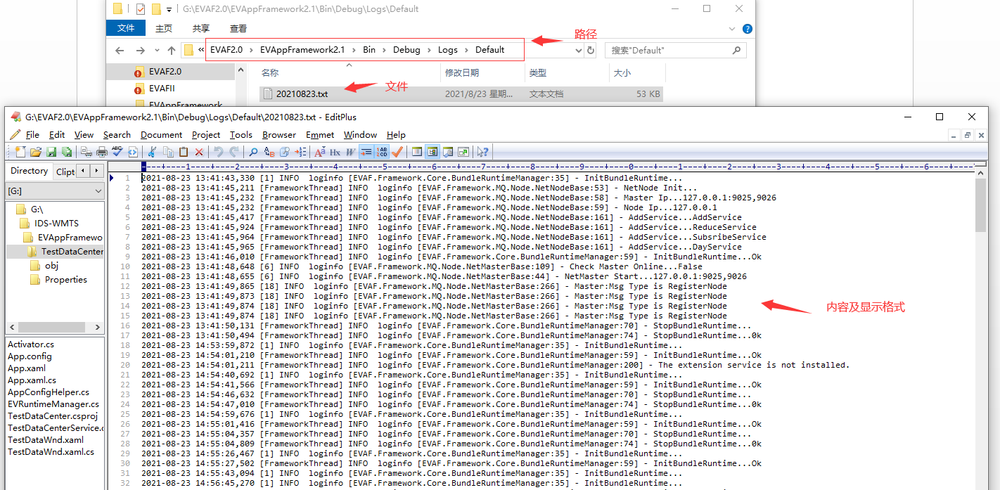 G:\EVAF2.0\EVAppFramework2.1\Bin\Debug\Logs\Default
文件 主页 共享 查看
路径
« EVAF2.0 › EVAppFramework2.1 › Bin › Debug › Logs › Default
搜索"Default"
EVAF2.0
名称 修改日期 类型 大小
EVAFII
文件
20210823.txt 2021/8/23 星期... 文本文档 53 KB
EVAppFramework
G:\EVAF2.0\EVAppFramework2.1\Bin\Debug\Logs\Default\20210823.txt - EditPlus
File Edit View Search Document Project Tools Browser Emmet Window Help
Directory Clipt
[G:]
G:\
IDS-WMTS
EVAppFramewo
TestDataCenter
obj
Properties
Activator.cs
App.config
App.xaml
App.xaml.cs
AppConfigHelper.cs
EVRuntimeManager.cs
TestDataCenter.csproj
TestDataCenterService.c
TestDataWnd.xaml
TestDataWnd.xaml.cs
----+----1----+----2----+----3----+----4----+----5----+----6----+----7----+----8----+----9----+----0----+----1----+----2----+----3----+----4----+----5----+----6----+--
1 2021-08-23 13:41:43,330 [1] INFO loginfo [EVAF.Framework.Core.BundleRuntimeManager:35] - InitBundleRuntime...
2 2021-08-23 13:41:45,211 [FrameworkThread] INFO loginfo [EVAF.Framework.MQ.Node.NetNodeBase:53] - NetNode Init...
3 2021-08-23 13:41:45,232 [FrameworkThread] INFO loginfo [EVAF.Framework.MQ.Node.NetNodeBase:58] - Master Ip...127.0.0.1:9025,9026
4 2021-08-23 13:41:45,232 [FrameworkThread] INFO loginfo [EVAF.Framework.MQ.Node.NetNodeBase:59] - Node Ip...127.0.0.1
5 2021-08-23 13:41:45,417 [FrameworkThread] INFO loginfo [EVAF.Framework.MQ.Node.NetNodeBase:161] - AddService...AddService
6 2021-08-23 13:41:45,924 [FrameworkThread] INFO loginfo [EVAF.Framework.MQ.Node.NetNodeBase:161] - AddService...ReduceService
7 2021-08-23 13:41:45,964 [FrameworkThread] INFO loginfo [EVAF.Framework.MQ.Node.NetNodeBase:161] - AddService...SubsribeService
8 2021-08-23 13:41:45,965 [FrameworkThread] INFO loginfo [EVAF.Framework.MQ.Node.NetNodeBase:161] - AddService...DayService
9 2021-08-23 13:41:46,010 [FrameworkThread] INFO loginfo [EVAF.Framework.Core.BundleRuntimeManager:59] - InitBundleRuntime...Ok
10 2021-08-23 13:41:48,648 [6] INFO loginfo [EVAF.Framework.MQ.Node.NetMasterBase:109] - Check Master Online...False
11 2021-08-23 13:41:48,655 [6] INFO loginfo [EVAF.Framework.MQ.Node.NetMasterBase:44] - NetMaster Start...127.0.0.1:9025,9026
12 2021-08-23 13:41:49,865 [18] INFO loginfo [EVAF.Framework.MQ.Node.NetMasterBase:266] - Master:Msg Type is RegisterNode
13 2021-08-23 13:41:49,873 [18] INFO loginfo [EVAF.Framework.MQ.Node.NetMasterBase:266] - Master:Msg Type is RegisterNode
14 2021-08-23 13:41:49,874 [18] INFO loginfo [EVAF.Framework.MQ.Node.NetMasterBase:266] - Master:Msg Type is RegisterNode
15 2021-08-23 13:41:49,874 [18] INFO loginfo [EVAF.Framework.MQ.Node.NetMasterBase:266] - Master:Msg Type is RegisterNode
内容及显示格式
16 2021-08-23 13:41:50,131 [FrameworkThread] INFO loginfo [EVAF.Framework.Core.BundleRuntimeManager:70] - StopBundleRuntime...
17 2021-08-23 13:41:50,494 [FrameworkThread] INFO loginfo [EVAF.Framework.Core.BundleRuntimeManager:74] - StopBundleRuntime...0k
18 2021-08-23 14:53:59,872 [1] INFO loginfo [EVAF.Framework.Core.BundleRuntimeManager:35] - InitBundleRuntime...
19 2021-08-23 14:54:01,210 [FrameworkThread] INFO loginfo [EVAF.Framework.Core.BundleRuntimeManager:59] - InitBundleRuntime...Ok
20 2021-08-23 14:54:01,211 [FrameworkThread] INFO loginfo [EVAF.Framework.Core.BundleRuntimeManager:200] - The extension service is not installed.
21 2021-08-23 14:54:40,692 [1] INFO loginfo [EVAF.Framework.Core.BundleRuntimeManager:35] - InitBundleRuntime...
22 2021-08-23 14:54:41,566 [FrameworkThread] INFO loginfo [EVAF.Framework.Core.BundleRuntimeManager:59] - InitBundleRuntime...Ok
23 2021-08-23 14:54:46,632 [FrameworkThread] INFO loginfo [EVAF.Framework.Core.BundleRuntimeManager:70] - StopBundleRuntime...
24 2021-08-23 14:54:47,010 [FrameworkThread] INFO loginfo [EVAF.Framework.Core.BundleRuntimeManager:74] - StopBundleRuntime...0k
25 2021-08-23 14:54:59,676 [1] INFO loginfo [EVAF.Framework.Core.BundleRuntimeManager:35] - InitBundleRuntime...
26 2021-08-23 14:55:01,416 [FrameworkThread] INFO loginfo [EVAF.Framework.Core.BundleRuntimeManager:59] - InitBundleRuntime...Ok
27 2021-08-23 14:55:04,357 [FrameworkThread] INFO loginfo [EVAF.Framework.Core.BundleRuntimeManager:70] - StopBundleRuntime...
28 2021-08-23 14:55:04,809 [FrameworkThread] INFO loginfo [EVAF.Framework.Core.BundleRuntimeManager:74] - StopBundleRuntime...0k
29 2021-08-23 14:55:26,467 [1] INFO loginfo [EVAF.Framework.Core.BundleRuntimeManager:35] - InitBundleRuntime...
30 2021-08-23 14:55:27,502 [FrameworkThread] INFO loginfo [EVAF.Framework.Core.BundleRuntimeManager:59] - InitBundleRuntime...Ok
31 2021-08-23 14:55:43,094 [1] INFO loginfo [EVAF.Framework.Core.BundleRuntimeManager:35] - InitBundleRuntime...
32 2021-08-23 14:56:45,270 [1] INFO loginfo [EVAF.Framework.Core.BundleRuntimeManager:35] - InitBundleRuntime...